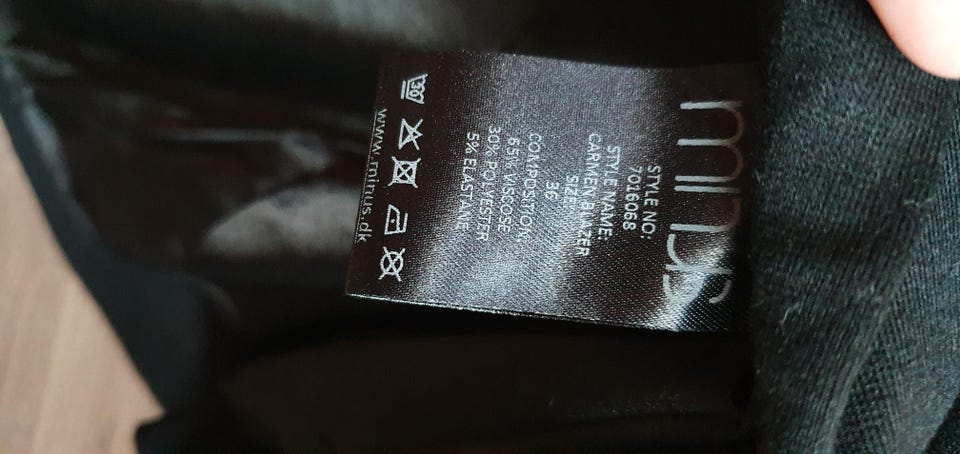 minus
STYLE NO:
7016068
STYLE NAME:
CARMEN BLAZER
SIZE:
36
COMPOSITION:
65% VISCOSE
30% POLYESTER
5% ELASTANE
30
www.minus.dk